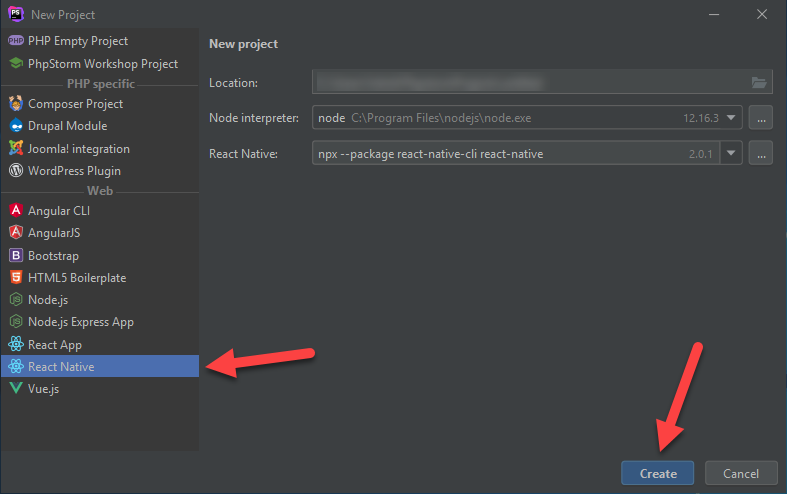 PS New Project
php PHP Empty Project
PhpStorm Workshop Project
PHP specific
Composer Project
Drupal Module
Joomla! integration
WordPress Plugin
Web
Angular CLI
AngularJS
Bootstrap
HTML5 Boilerplate
Node.js
Node.js Express App
React App
React Native
Vue.js
New project
Location:
Node interpreter: node C:\Program Files\nodejs\node.exe 12.16.3 ...
React Native: npx --package react-native-cli react-native 2.0.1 ...
Create Cancel